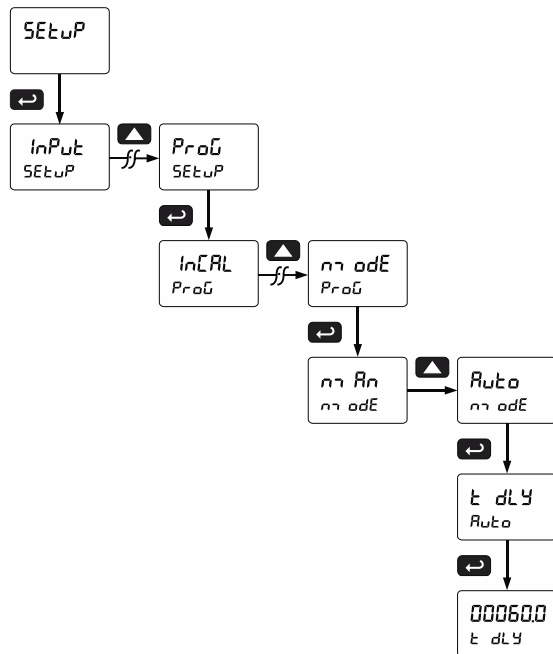 SEtuP
InPut
SEtuP
ProG
SEtuP
InCAL
ProG
modE
ProG
mAn
modE
Auto
modE
t dLY
Auto
00060.0
t dLY